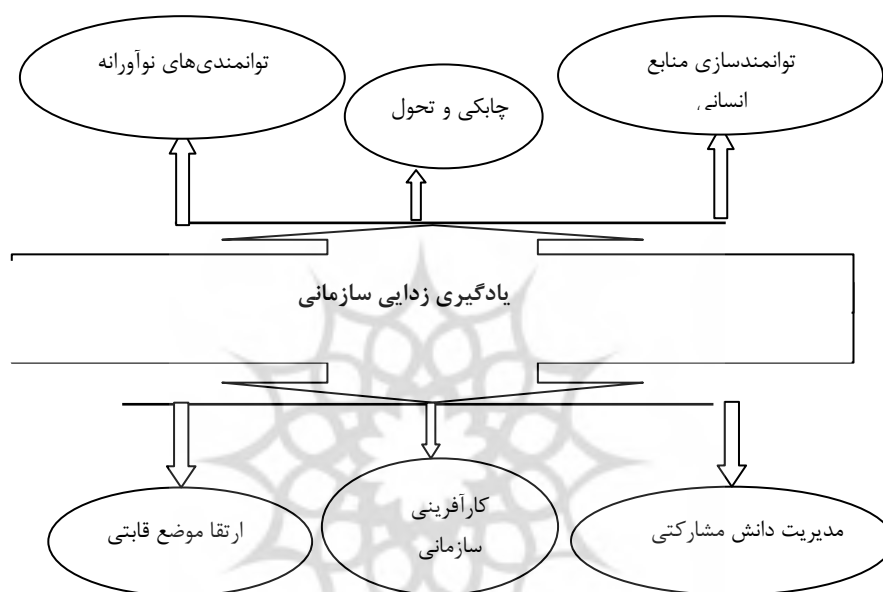 توانمندسازی منابع
انسانی
چابکی و تحول
توانمندی‌های نوآورانه
یادگیری زدایی سازمانی
مدیریت دانش مشارکتی
کارآفرینی
سازمانی
ارتقا موضع قابتی